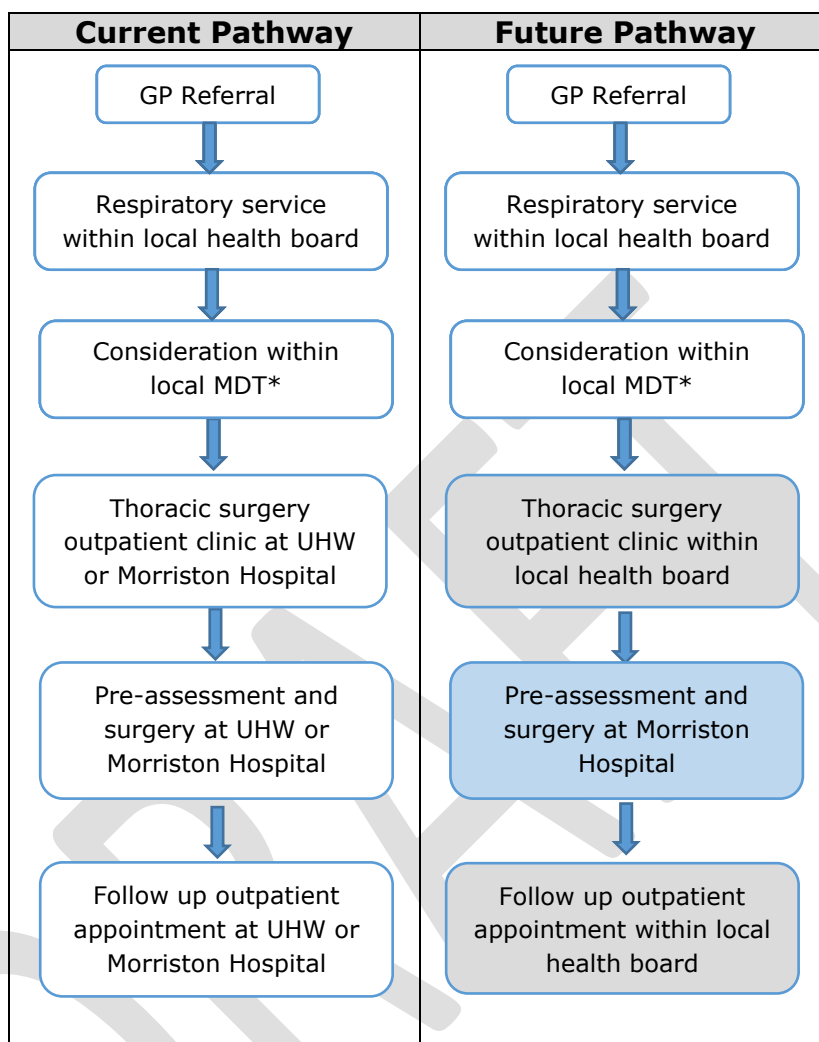 Current Pathway
GP Referral
Respiratory service
within local health board
Consideration within
local MDT*
Thoracic surgery
outpatient clinic at UHW
or Morriston Hospital
Pre-assessment and
surgery at UHW or
Morriston Hospital
Follow up outpatient
appointment at UHW or
Morriston Hospital
Future Pathway
GP Referral
Respiratory service
within local health board
Consideration within
local MDT*
Thoracic surgery
outpatient clinic within
local health board
Pre-assessment and
surgery at Morriston
Hospital
Follow up outpatient
appointment within local
health board
DRAFT